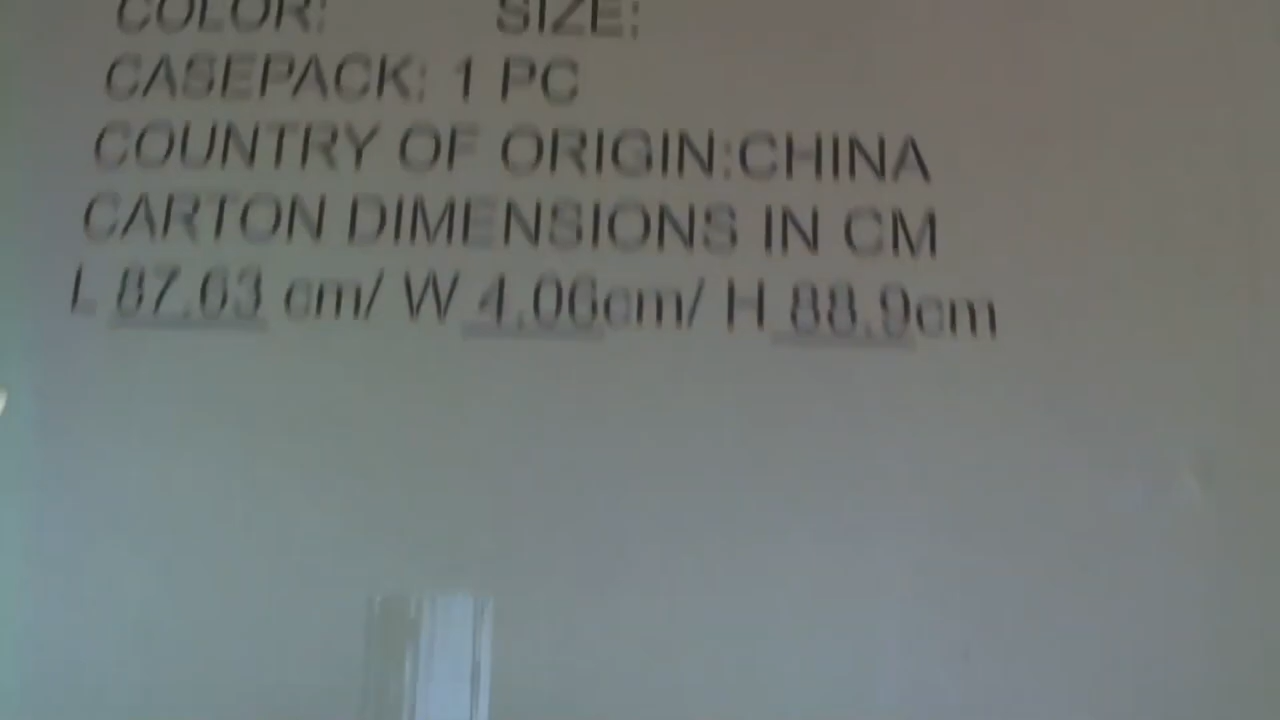 COLOR: SIZE:
CASEPACK: 1 PC
COUNTRY OF ORIGIN:CHINA
CARTON DIMENSIONS IN CM
L 87.63 cm/ W 4.06cm/ H 88.9cm